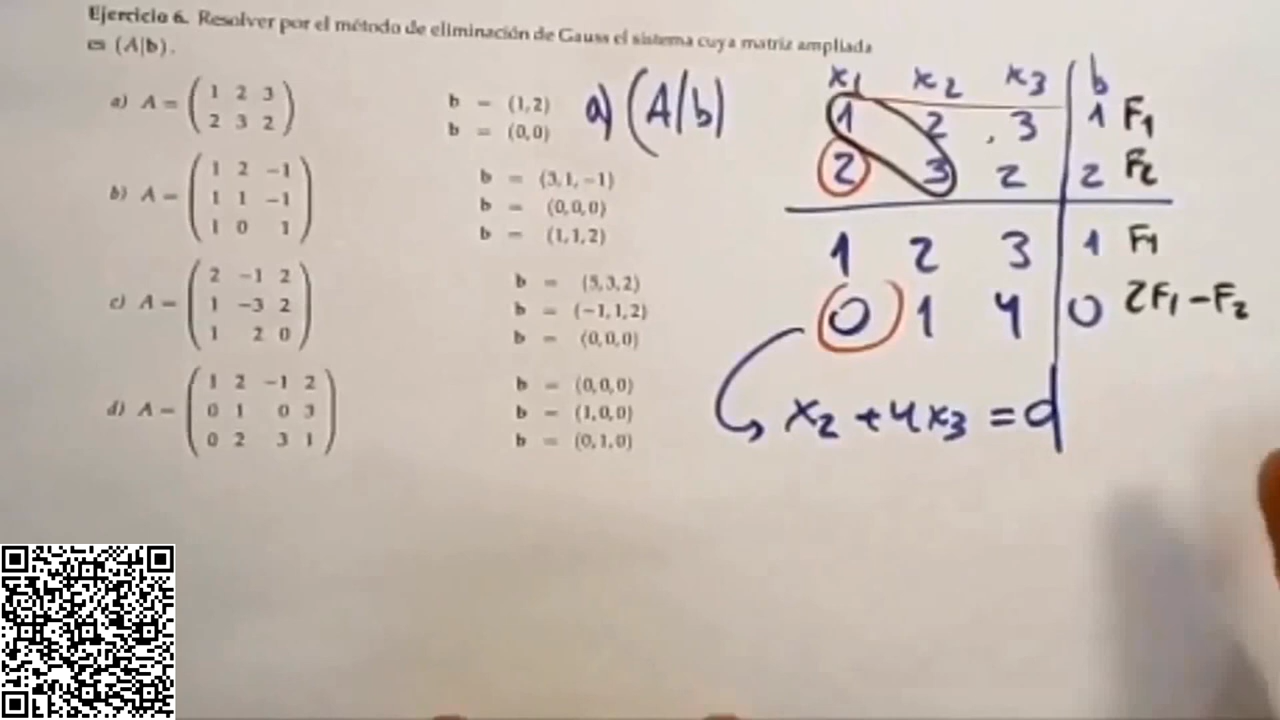 Ejercicio 6. Resolver por el método de eliminación de Gauss el sistema cuya matriz ampliada
es (A|b).
a) A = ( 1 2 3
2 3 2 )
b = (1,2)
b = (0,0)
b) A = ( 1 2 -1
1 1 -1
1 0 1 )
b = (3,1,-1)
b = (0,0,0)
b = (1,1,2)
c) A = ( 2 -1 2
1 -3 2
1 2 0 )
b = (5,3,2)
b = (-1,1,2)
b = (0,0,0)
d) A = ( 1 2 -1 2
0 1 0 3
0 2 3 1 )
b = (0,0,0)
b = (1,0,0)
b = (0,1,0)
a) (A/b)
x1 x2 x3 | b
1 2 3 | 1 F1
2 3 2 | 2 F2
1 2 3 | 1 F1
0 1 4 | 0 2F1-F2
x2 + 4x3 = 0